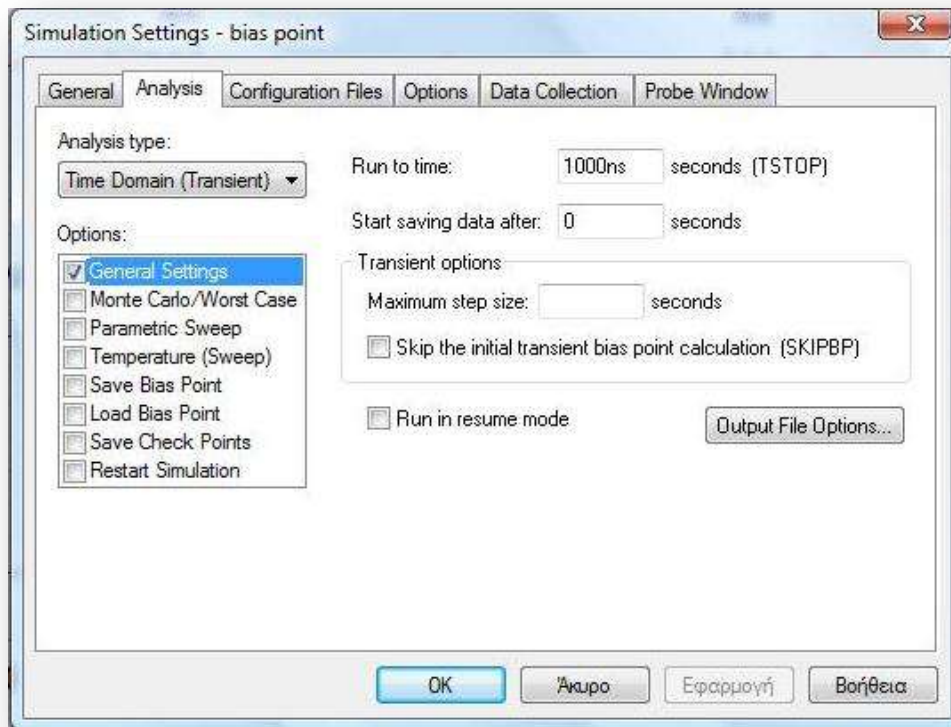 Simulation Settings - bias point
General Analysis Configuration Files Options Data Collection Probe Window
Analysis type:
Time Domain (Transient)
Options:
General Settings
Monte Carlo/Worst Case
Parametric Sweep
Temperature (Sweep)
Save Bias Point
Load Bias Point
Save Check Points
Restart Simulation
Run to time: 1000ns seconds (TSTOP)
Start saving data after: 0 seconds
Transient options
Maximum step size: seconds
Skip the initial transient bias point calculation (SKIPBP)
Run in resume mode
Output File Options...
OK Άκυρο Εφαρμογή Βοήθεια